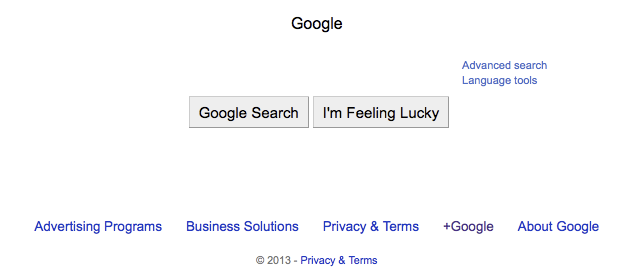 Google
Advanced search
Language tools
Google Search I'm Feeling Lucky
Advertising Programs Business Solutions Privacy & Terms +Google About Google
© 2013 - Privacy & Terms